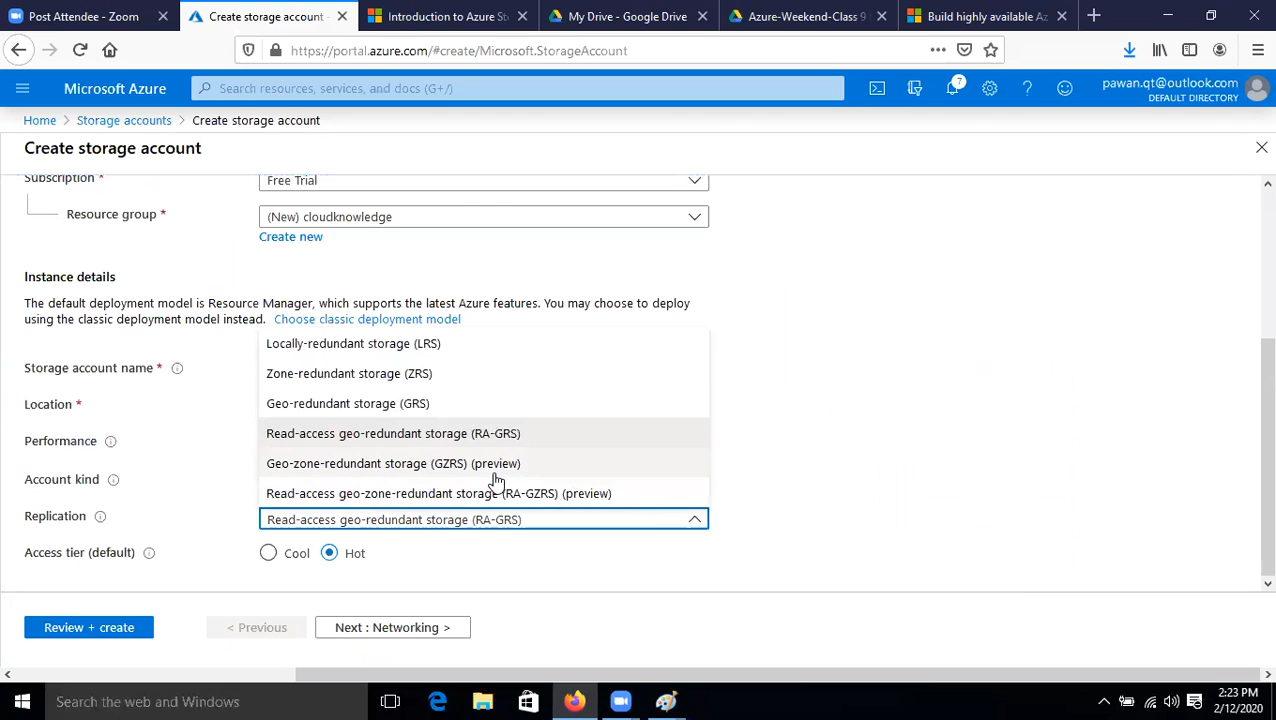 Post Attendee - Zoom
Create storage account -
Introduction to Azure St
My Drive - Google Drive
Azure-Weekend-Class 9
Build highly available Az
https://portal.azure.com/#create/Microsoft.StorageAccount
Microsoft Azure
Search resources, services, and docs (G+/)
7
pawan.qt@outlook.com
DEFAULT DIRECTORY
Home > Storage accounts > Create storage account
Create storage account
Subscription *
Free Trial
Resource group *
(New) cloudknowledge
Create new
Instance details
The default deployment model is Resource Manager, which supports the latest Azure features. You may choose to deploy
using the classic deployment model instead. Choose classic deployment model
Locally-redundant storage (LRS)
Storage account name *
Zone-redundant storage (ZRS)
Location *
Geo-redundant storage (GRS)
Performance
Read-access geo-redundant storage (RA-GRS)
Geo-zone-redundant storage (GZRS) (preview)
Account kind
Read-access geo-zone-redundant storage (RA-GZRS) (preview)
Replication
Read-access geo-redundant storage (RA-GRS)
Access tier (default)
Cool
Hot
Review + create
< Previous
Next : Networking >
Search the web and Windows
2:23 PM
2/12/2020